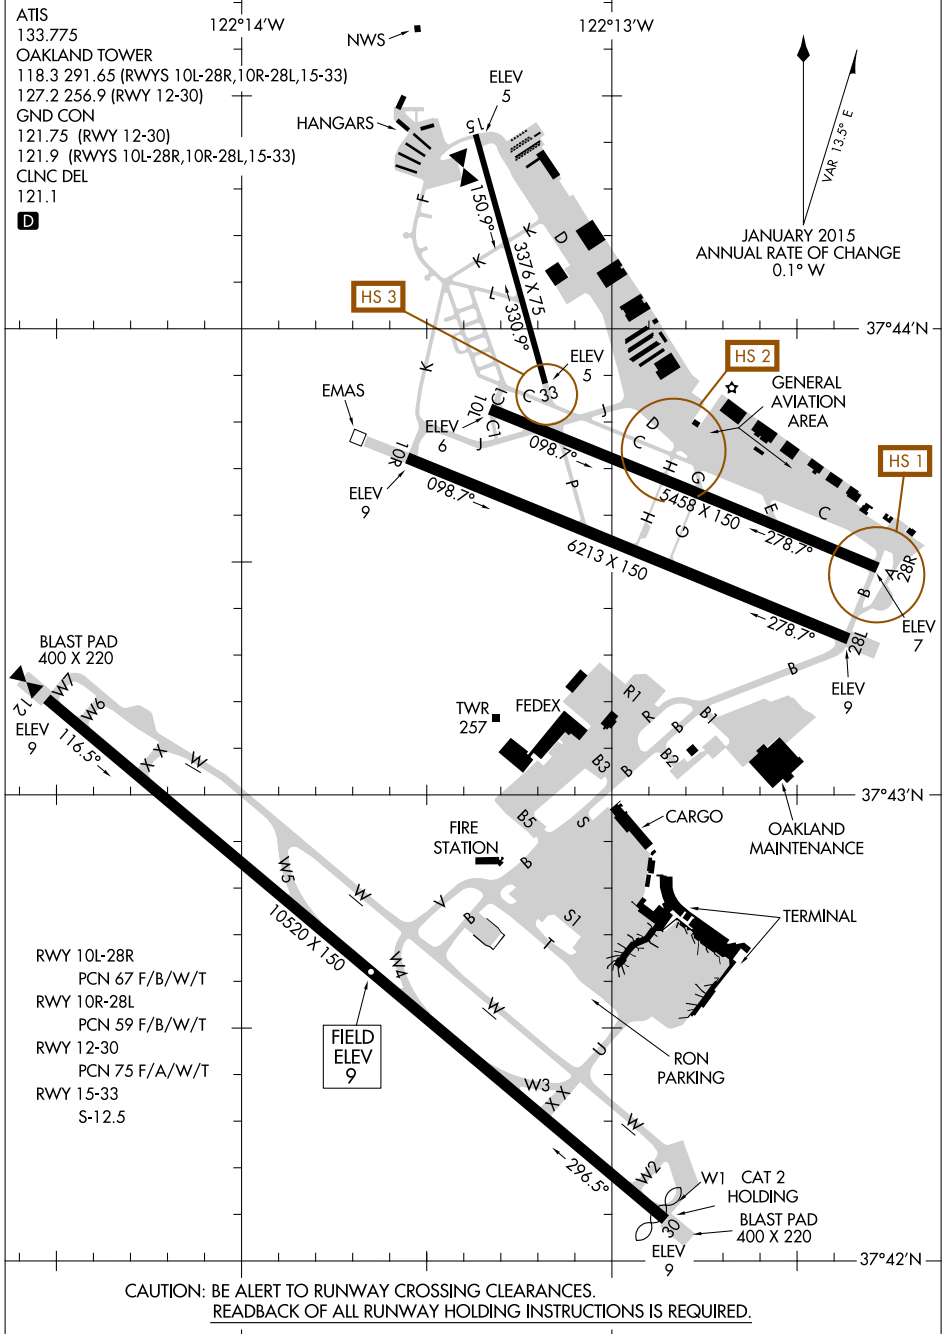 ATIS
133.775
OAKLAND TOWER
118.3 291.65 (RWYS 10L-28R,10R-28L,15-33)
127.2 256.9 (RWY 12-30)
GND CON
121.75 (RWY 12-30)
121.9 (RWYS 10L-28R,10R-28L,15-33)
CLNC DEL
121.1
D
122°14'W
122°13'W
NWS
HANGARS
ELEV
5
15
VAR 13.5° E
JANUARY 2015
ANNUAL RATE OF CHANGE
0.1° W
F
150.9°
K
D
3376 X 75
K
L
330.9°
HS 3
37°44'N
ELEV
5
33
C
HS 2
K
EMAS
GENERAL
AVIATION
AREA
C1
10L
C1
J
J
D
C
ELEV
6
HS 1
10R
098.7°
H
G
ELEV
9
098.7°
P
5458 X 150
E
C
H
G
278.7°
6213 X 150
A
28R
B
278.7°
28L
ELEV
7
BLAST PAD
400 X 220
W7
W6
12
ELEV
9
116.5°
X
X
W
B
ELEV
9
R1
R
B
B1
TWR
257
FEDEX
B3
B
B2
37°43'N
B5
S
CARGO
OAKLAND
MAINTENANCE
FIRE
STATION
B
W5
W
V
B
S1
T
TERMINAL
10520 X 150
W4
W
RWY 10L-28R
PCN 67 F/B/W/T
RWY 10R-28L
PCN 59 F/B/W/T
RWY 12-30
PCN 75 F/A/W/T
RWY 15-33
S-12.5
FIELD
ELEV
9
U
RON
PARKING
W3
X
X
W
296.5°
W2
W1
CAT 2
HOLDING
30
BLAST PAD
400 X 220
ELEV
9
37°42'N
CAUTION: BE ALERT TO RUNWAY CROSSING CLEARANCES.
READBACK OF ALL RUNWAY HOLDING INSTRUCTIONS IS REQUIRED.